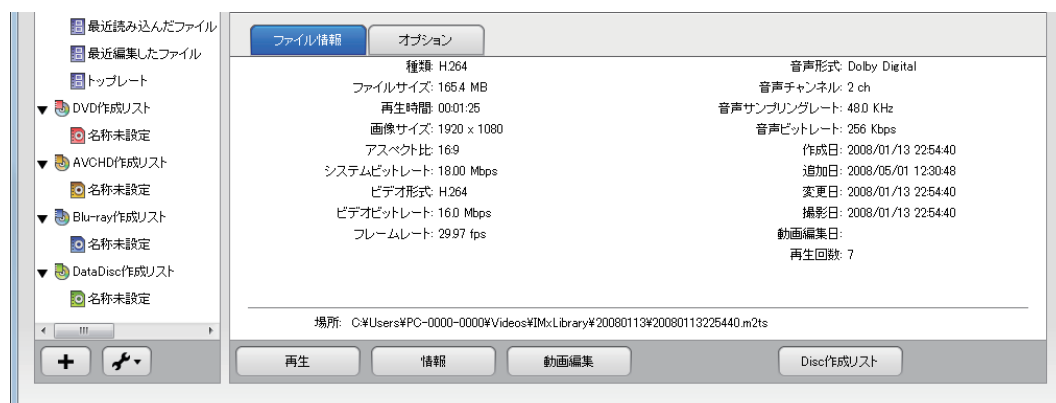 最近読み込んだファイル
最近編集したファイル
トップレート
DVD作成リスト
名称未設定
AVCHD作成リスト
名称未設定
Blu-ray作成リスト
名称未設定
DataDisc作成リスト
名称未設定
ファイル情報 オプション
種類: H.264
ファイルサイズ: 165.4 MB
再生時間: 00:01:25
画像サイズ: 1920 x 1080
アスペクト比: 16:9
システムビットレート: 18.00 Mbps
ビデオ形式: H.264
ビデオビットレート: 16.0 Mbps
フレームレート: 29.97 fps
音声形式: Dolby Digital
音声チャンネル: 2 ch
音声サンプリングレート: 48.0 KHz
音声ビットレート: 256 Kbps
作成日: 2008/01/13 22:54:40
追加日: 2008/05/01 12:30:48
変更日: 2008/01/13 22:54:40
撮影日: 2008/01/13 22:54:40
動画編集日:
再生回数: 7
場所: C:¥Users¥PC-0000-0000¥Videos¥IMxLibrary¥20080113¥20080113225440.m2ts
再生 情報 動画編集 Disc作成リスト